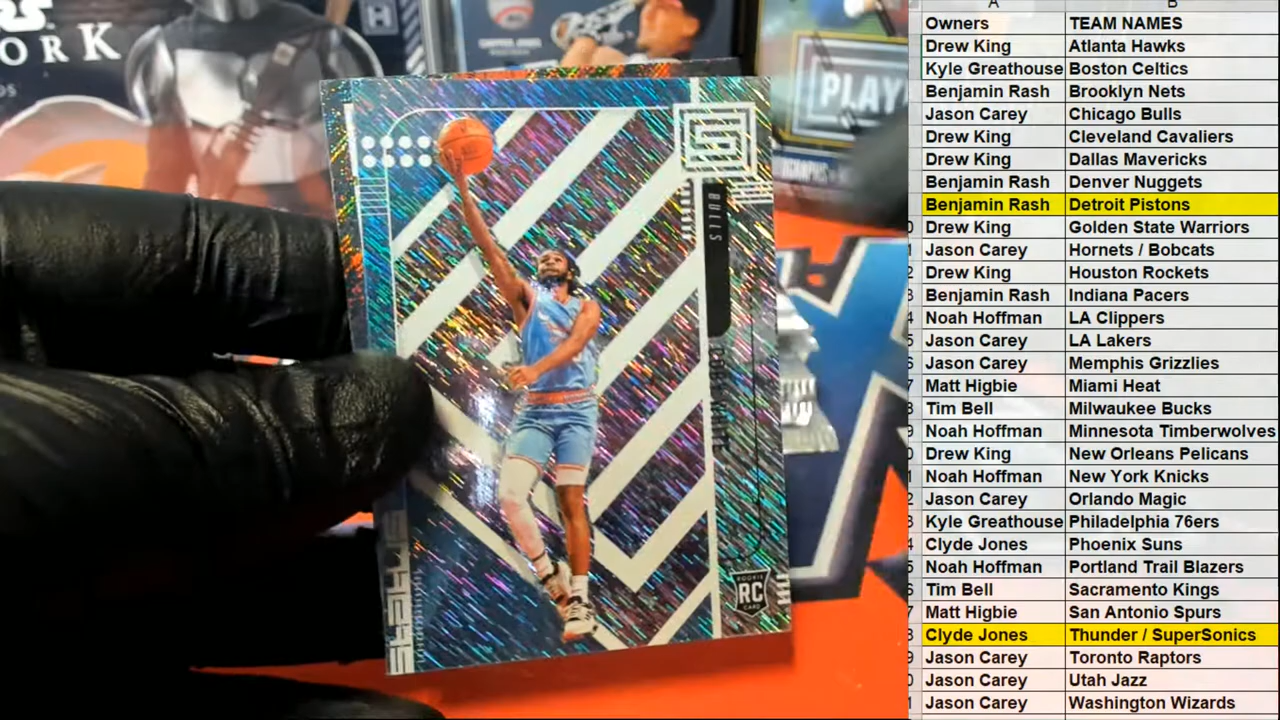 ORK
PLAY
BULLS
COBY WHITE
STATUS
ROOKIE
RC
CARD
A B
Owners TEAM NAMES
Drew King Atlanta Hawks
Kyle Greathouse Boston Celtics
Benjamin Rash Brooklyn Nets
Jason Carey Chicago Bulls
Drew King Cleveland Cavaliers
Drew King Dallas Mavericks
Benjamin Rash Denver Nuggets
Benjamin Rash Detroit Pistons
Drew King Golden State Warriors
Jason Carey Hornets / Bobcats
Drew King Houston Rockets
Benjamin Rash Indiana Pacers
Noah Hoffman LA Clippers
Jason Carey LA Lakers
Jason Carey Memphis Grizzlies
Matt Higbie Miami Heat
Tim Bell Milwaukee Bucks
Noah Hoffman Minnesota Timberwolves
Drew King New Orleans Pelicans
Noah Hoffman New York Knicks
Jason Carey Orlando Magic
Kyle Greathouse Philadelphia 76ers
Clyde Jones Phoenix Suns
Noah Hoffman Portland Trail Blazers
Tim Bell Sacramento Kings
Matt Higbie San Antonio Spurs
Clyde Jones Thunder / SuperSonics
Jason Carey Toronto Raptors
Jason Carey Utah Jazz
Jason Carey Washington Wizards